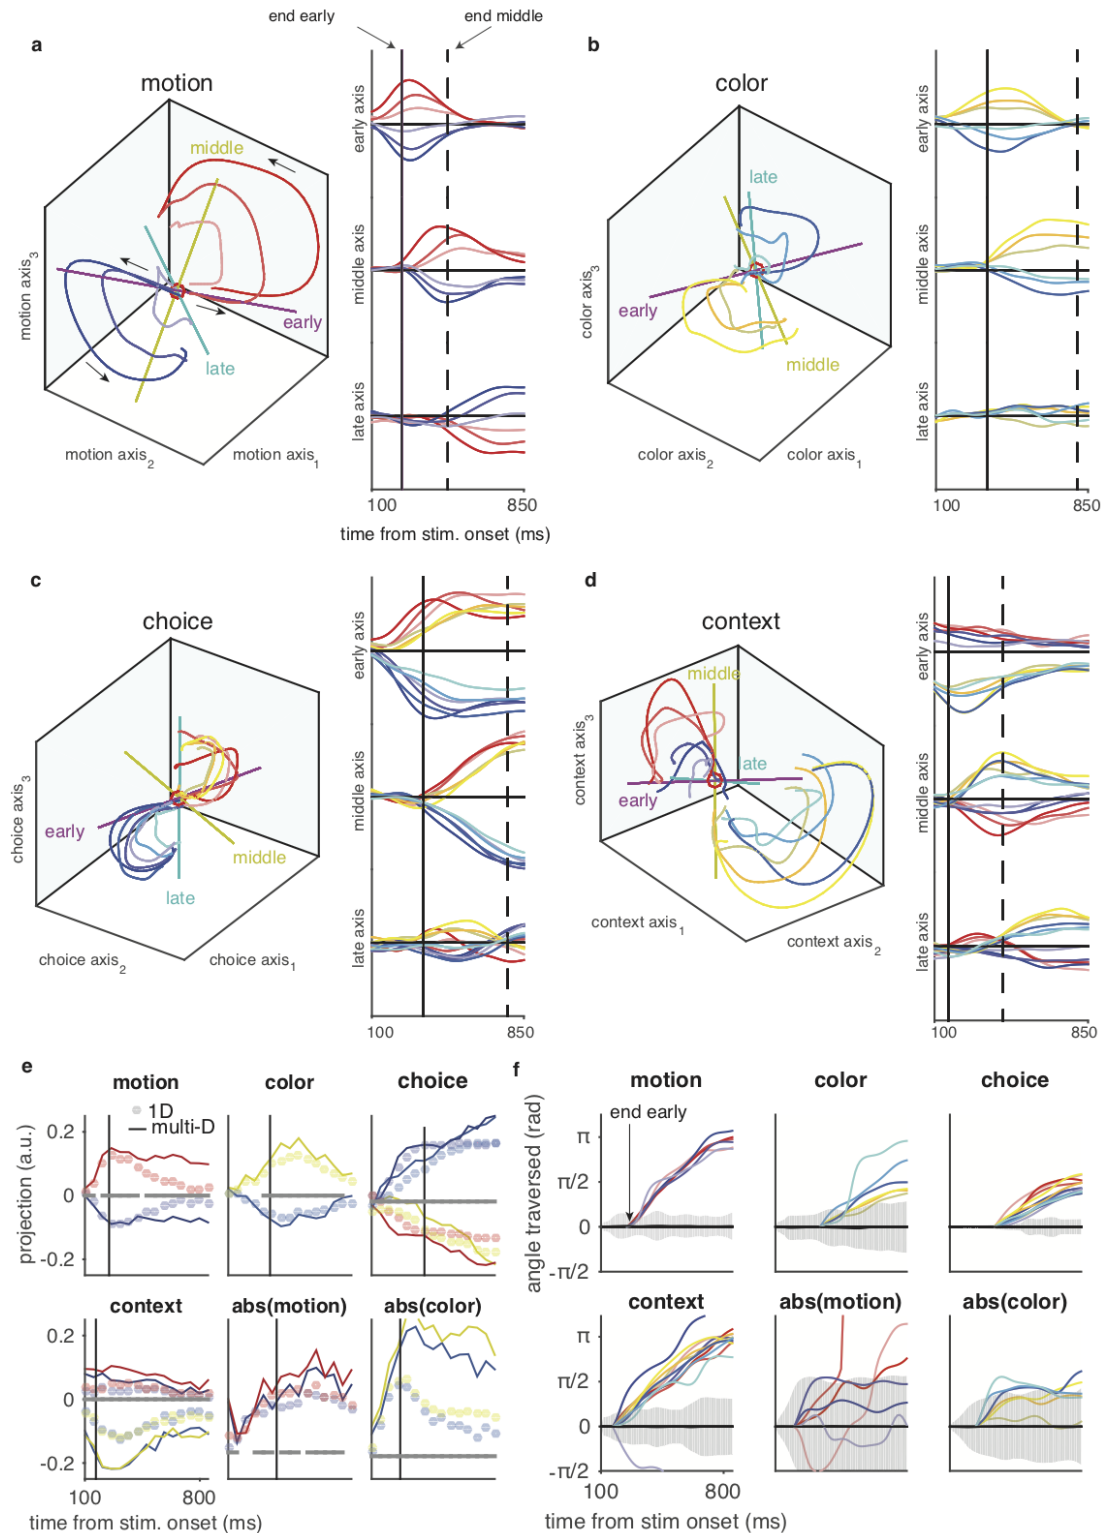 end early
end middle
a
motion
middle
early
late
motion axis3
motion axis2
motion axis1
early axis
middle axis
late axis
100
850
time from stim. onset (ms)
b
color
late
early
middle
color axis3
color axis2
color axis1
early axis
middle axis
late axis
100
850
c
choice
early
middle
late
choice axis3
choice axis2
choice axis1
early axis
middle axis
late axis
100
850
d
context
middle
early
ate
context axis3
context axis1
context axis2
early axis
middle axis
late axis
100
850
e
motion
color
choice
1D
multi-D
projection (a.u.)
0.2
0
-0.2
context
abs(motion)
abs(color)
0.2
0
-0.2
100
800
time from stim. onset (ms)
f
motion
color
choice
end early
angle traversed (rad)
π
π/2
0
-π/2
context
abs(motion)
abs(color)
π
π/2
0
-π/2
100
800
time from stim onset (ms)